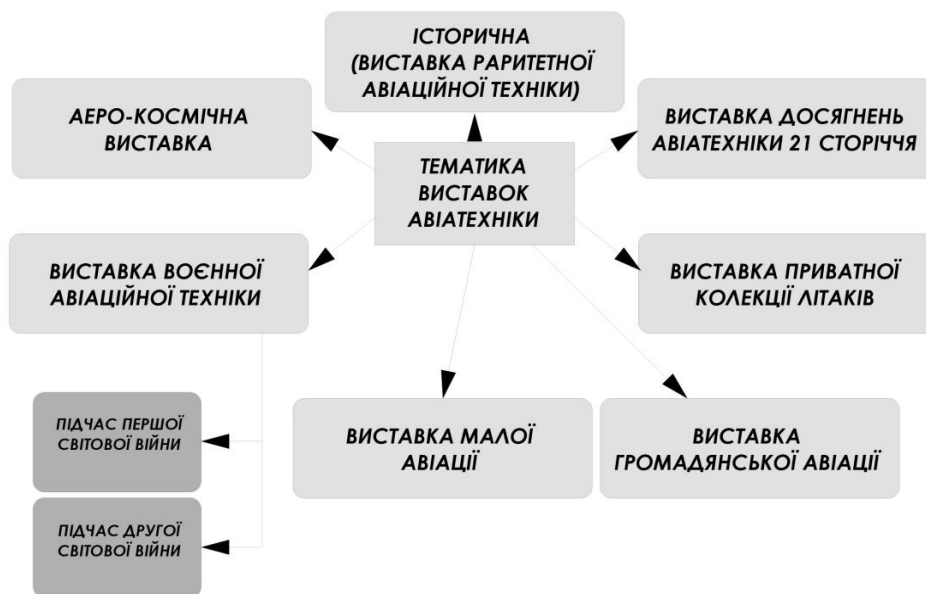 ІСТОРИЧНА
(ВИСТАВКА РАРИТЕТНОЇ
АВІАЦІЙНОЇ ТЕХНІКИ)
АЕРО-КОСМІЧНА
ВИСТАВКА
ВИСТАВКА ДОСЯГНЕНЬ
АВІАТЕХНІКИ 21 СТОРІЧЧЯ
ТЕМАТИКА
ВИСТАВОК
АВІАТЕХНІКИ
ВИСТАВКА ВОЄННОЇ
АВІАЦІЙНОЇ ТЕХНІКИ
ВИСТАВКА ПРИВАТНОЇ
КОЛЕКЦІЇ ЛІТАКІВ
ПІДЧАС ПЕРШОЇ
СВІТОВОЇ ВІЙНИ
ВИСТАВКА МАЛОЇ
АВІАЦІЇ
ВИСТАВКА
ГРОМАДЯНСЬКОЇ АВІАЦІЇ
ПІДЧАС ДРУГОЇ
СВІТОВОЇ ВІЙНИ